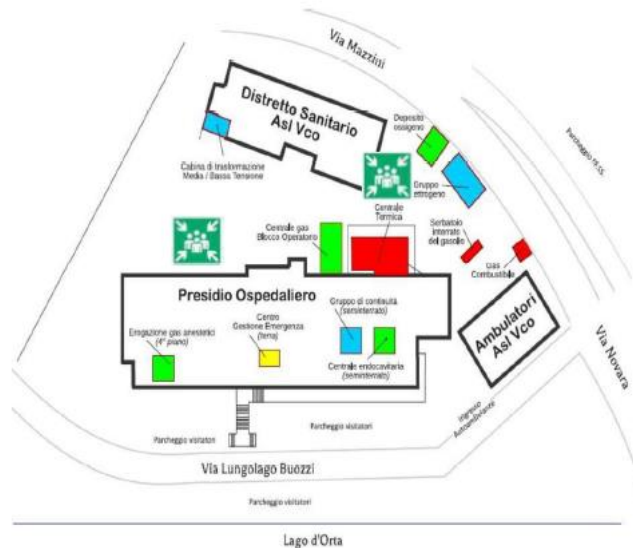 Via Mazzini
Distretto Sanitario
Asl Vco
Deposito
ossigeno
Parcheggio TS.SS.
Cabina di trasformazione
Media / Bassa Tensione
Gruppo
elettrogeno
Centrale gas
Blocco Operatorio
Centrale
Termica
Serbatoio
interrato
del gasolio
Gas
Combustibile
Presidio Ospedaliero
Gruppo di continuità
(seminterrato)
Centro
Gestione Emergenza
(terra)
Erogazione gas anestetici
(4° piano)
Centrale endocavitaria
(seminterrato)
Ambulatori
Asl Vco
Via Novara
Ingresso
Autoambulanze
Parcheggio visitatori
Parcheggio visitatori
Via Lungolago Buozzi
Parcheggio visitatori
Lago d'Orta